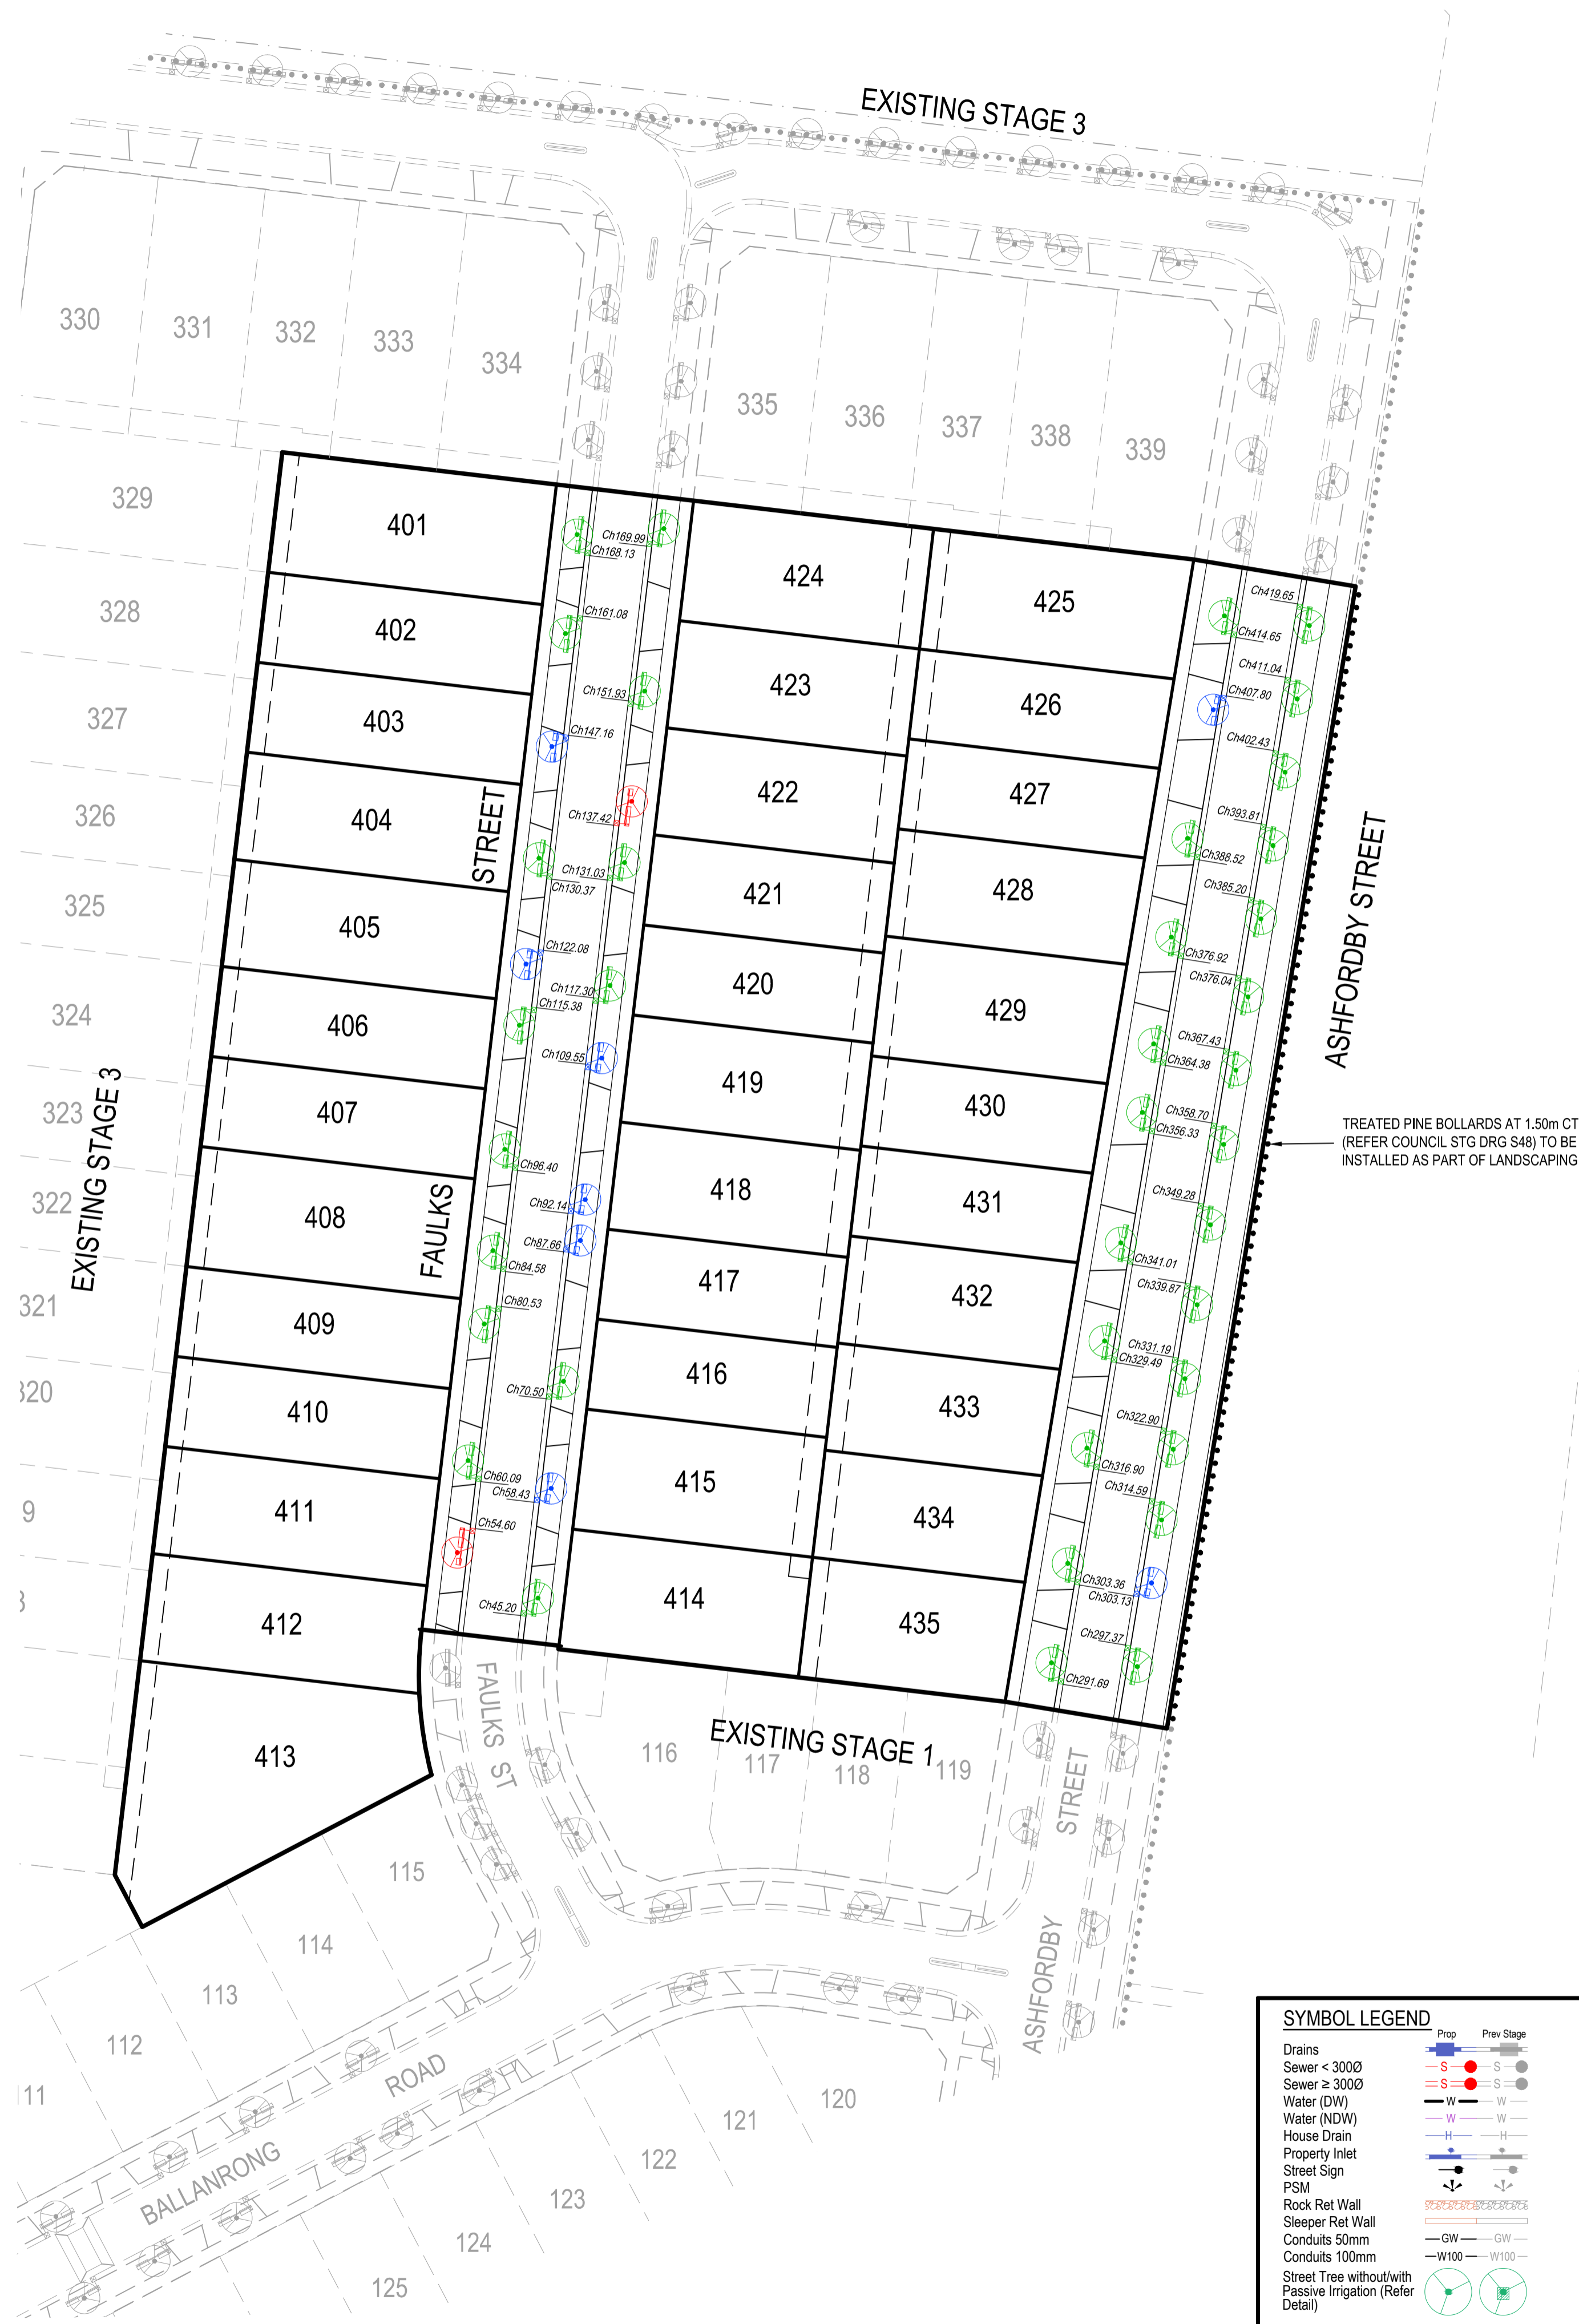 EXISTING STAGE 3
330
331
332
333
334
335
336
337
338
339
329
328
327
326
325
324
323
322
321
320
9
EXISTING STAGE 3
401
402
403
404
405
406
407
408
409
410
411
412
413
STREET
FAULKS
Ch169.99
Ch168.13
Ch161.08
Ch151.93
Ch147.16
Ch137.42
Ch131.03
Ch130.37
Ch122.08
Ch117.30
Ch115.38
Ch109.55
Ch96.40
Ch92.14
Ch87.66
Ch84.58
Ch80.53
Ch70.50
Ch60.09
Ch58.43
Ch54.60
Ch45.20
424
423
422
421
420
419
418
417
416
415
414
425
426
427
428
429
430
431
432
433
434
435
Ch419.65
Ch414.65
Ch411.04
Ch407.80
Ch402.43
Ch393.81
Ch388.52
Ch385.20
Ch376.92
Ch376.04
Ch367.43
Ch364.38
Ch358.70
Ch356.33
Ch349.28
Ch341.01
Ch339.87
Ch331.19
Ch329.49
Ch322.90
Ch316.90
Ch314.59
Ch303.36
Ch303.13
Ch297.37
Ch291.69
ASHFORDBY STREET
TREATED PINE BOLLARDS AT 1.50m CT
(REFER COUNCIL STG DRG S48) TO BE
INSTALLED AS PART OF LANDSCAPING
FAULKS ST
EXISTING STAGE 1
116
117
118
119
STREET
ASHFORDBY
115
114
113
112
111
BALLANRONG
ROAD
120
121
122
123
124
125
SYMBOL LEGEND
Prop Prev Stage
Drains
Sewer < 300Ø S S
Sewer ≥ 300Ø S S
Water (DW) W W
Water (NDW) W W
House Drain H H
Property Inlet
Street Sign
PSM
Rock Ret Wall
Sleeper Ret Wall
Conduits 50mm GW GW
Conduits 100mm W100 W100
Street Tree without/with
Passive Irrigation (Refer
Detail)